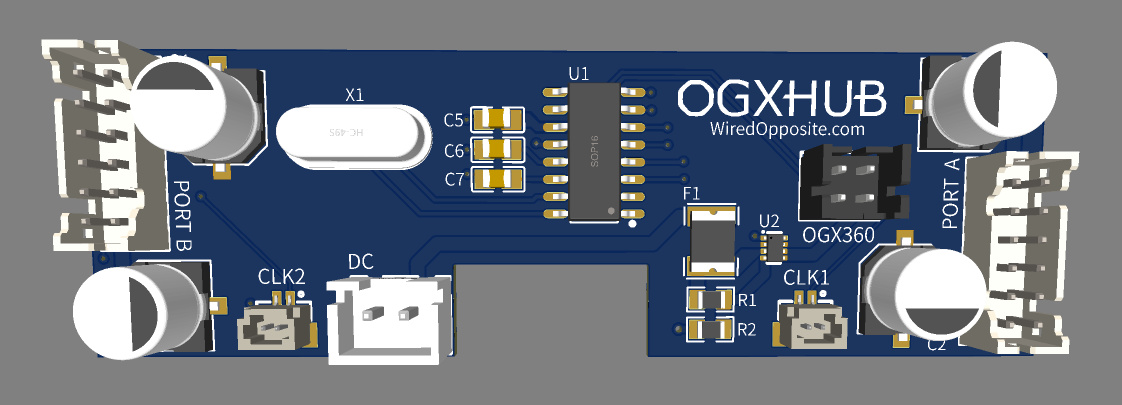 U1
X1
HC-49S
C5
C6
C7
SOP16
OGXHUB
WiredOpposite.com
PORT B
PORT A
F1
U2
OGX360
CLK2
DC
CLK1
R1
R2
C2